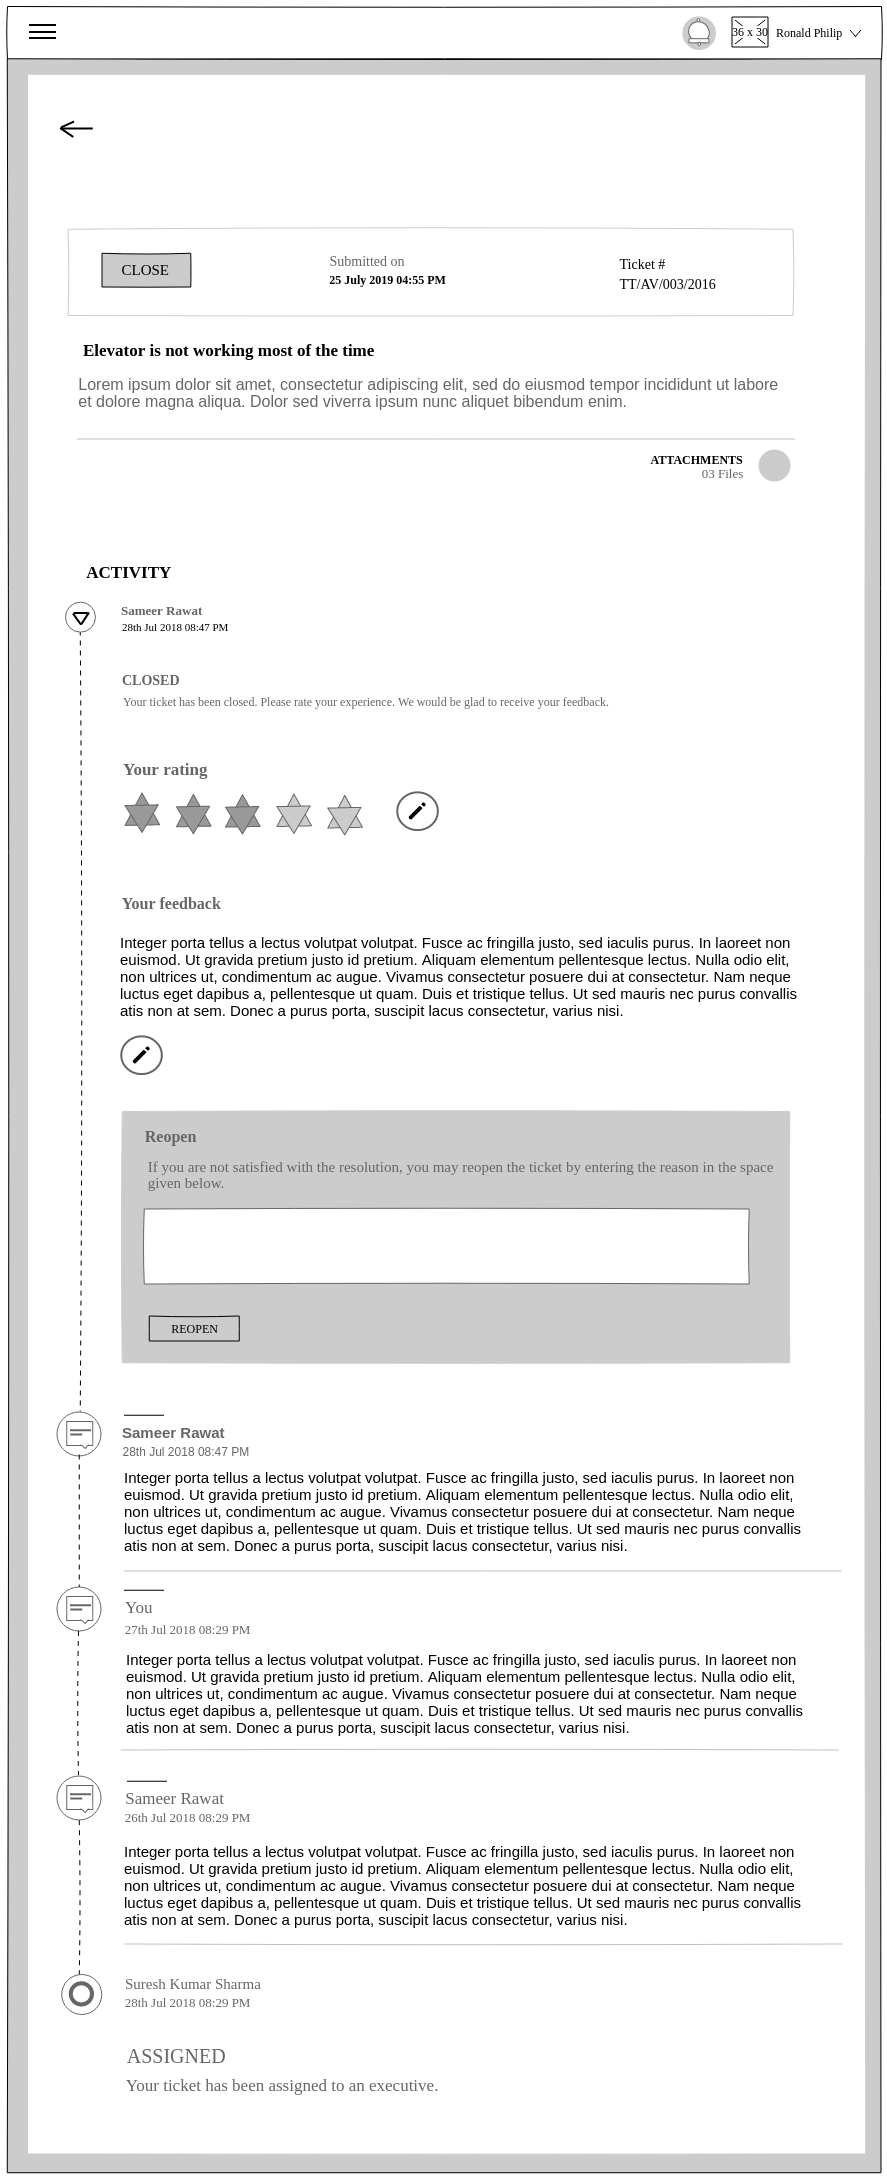 36 x 30
Ronald Philip
CLOSE
Submitted on
25 July 2019 04:55 PM
Ticket #
TT/AV/003/2016
Elevator is not working most of the time
Lorem ipsum dolor sit amet, consectetur adipiscing elit, sed do eiusmod tempor incididunt ut labore
et dolore magna aliqua. Dolor sed viverra ipsum nunc aliquet bibendum enim.
ATTACHMENTS
03 Files
ACTIVITY
Sameer Rawat
28th Jul 2018 08:47 PM
CLOSED
Your ticket has been closed. Please rate your experience. We would be glad to receive your feedback.
Your rating
Your feedback
Integer porta tellus a lectus volutpat volutpat. Fusce ac fringilla justo, sed iaculis purus. In laoreet non
euismod. Ut gravida pretium justo id pretium. Aliquam elementum pellentesque lectus. Nulla odio elit,
non ultrices ut, condimentum ac augue. Vivamus consectetur posuere dui at consectetur. Nam neque
luctus eget dapibus a, pellentesque ut quam. Duis et tristique tellus. Ut sed mauris nec purus convallis
atis non at sem. Donec a purus porta, suscipit lacus consectetur, varius nisi.
Reopen
If you are not satisfied with the resolution, you may reopen the ticket by entering the reason in the space
given below.
REOPEN
Sameer Rawat
28th Jul 2018 08:47 PM
Integer porta tellus a lectus volutpat volutpat. Fusce ac fringilla justo, sed iaculis purus. In laoreet non
euismod. Ut gravida pretium justo id pretium. Aliquam elementum pellentesque lectus. Nulla odio elit,
non ultrices ut, condimentum ac augue. Vivamus consectetur posuere dui at consectetur. Nam neque
luctus eget dapibus a, pellentesque ut quam. Duis et tristique tellus. Ut sed mauris nec purus convallis
atis non at sem. Donec a purus porta, suscipit lacus consectetur, varius nisi.
You
27th Jul 2018 08:29 PM
Integer porta tellus a lectus volutpat volutpat. Fusce ac fringilla justo, sed iaculis purus. In laoreet non
euismod. Ut gravida pretium justo id pretium. Aliquam elementum pellentesque lectus. Nulla odio elit,
non ultrices ut, condimentum ac augue. Vivamus consectetur posuere dui at consectetur. Nam neque
luctus eget dapibus a, pellentesque ut quam. Duis et tristique tellus. Ut sed mauris nec purus convallis
atis non at sem. Donec a purus porta, suscipit lacus consectetur, varius nisi.
Sameer Rawat
26th Jul 2018 08:29 PM
Integer porta tellus a lectus volutpat volutpat. Fusce ac fringilla justo, sed iaculis purus. In laoreet non
euismod. Ut gravida pretium justo id pretium. Aliquam elementum pellentesque lectus. Nulla odio elit,
non ultrices ut, condimentum ac augue. Vivamus consectetur posuere dui at consectetur. Nam neque
luctus eget dapibus a, pellentesque ut quam. Duis et tristique tellus. Ut sed mauris nec purus convallis
atis non at sem. Donec a purus porta, suscipit lacus consectetur, varius nisi.
Suresh Kumar Sharma
28th Jul 2018 08:29 PM
ASSIGNED
Your ticket has been assigned to an executive.